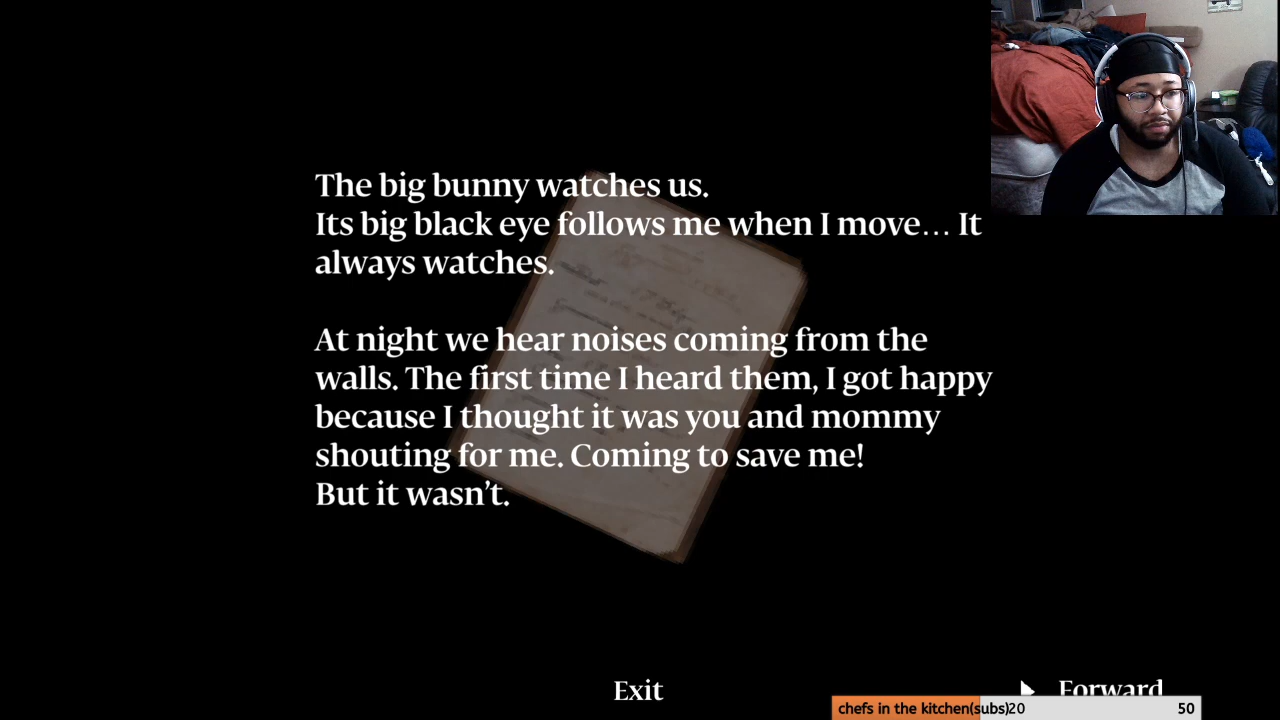 The big bunny watches us.
Its big black eye follows me when I move... It
always watches.
At night we hear noises coming from the
walls. The first time I heard them, I got happy
because I thought it was you and mommy
shouting for me. Coming to save me!
But it wasn't.
Exit
Forward
chefs in the kitchen(subs)20 50